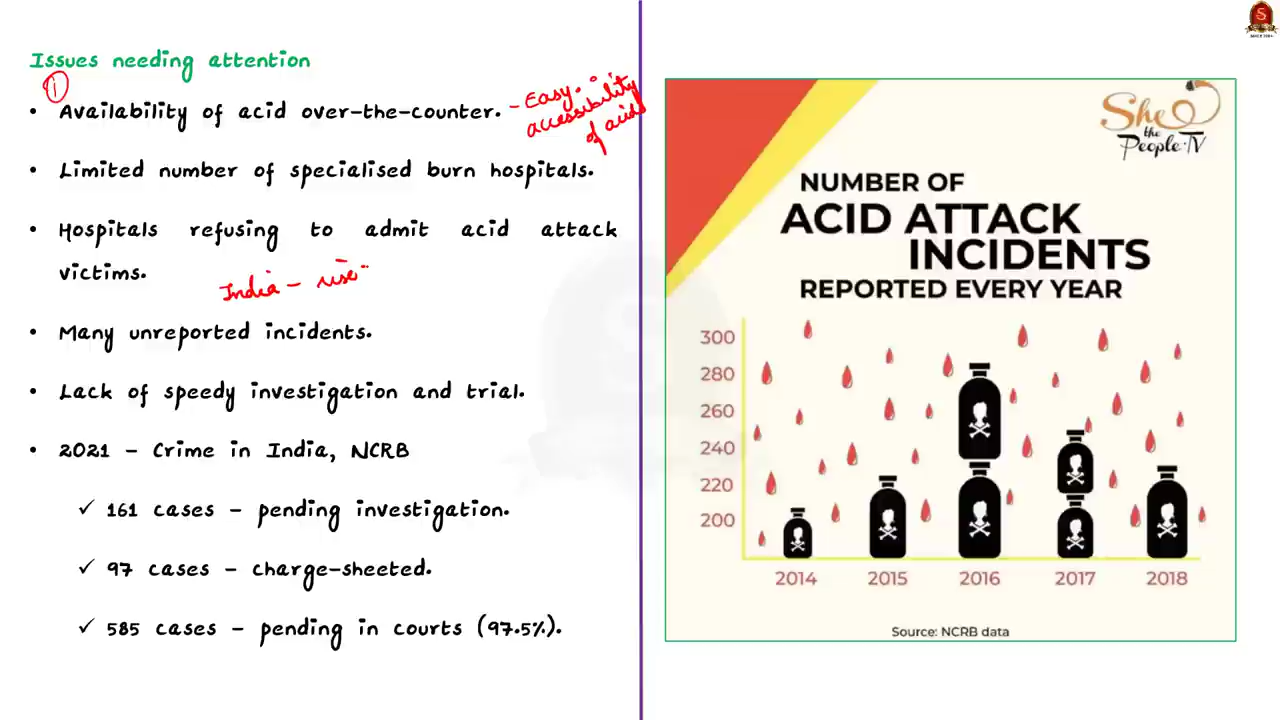 Issues needing attention
①
• Availability of acid over-the-counter. - Easy accessibility of acid
• Limited number of specialised burn hospitals.
• Hospitals refusing to admit acid attack
victims.
India - rise
• Many unreported incidents.
• Lack of speedy investigation and trial.
• 2021 - Crime in India, NCRB
✓ 161 cases - pending investigation.
✓ 97 cases - charge-sheeted.
✓ 585 cases - pending in courts (97.5%).
She
the
People.TV
NUMBER OF
ACID ATTACK
INCIDENTS
REPORTED EVERY YEAR
300
280
260
240
220
200
2014 2015 2016 2017 2018
Source: NCRB data